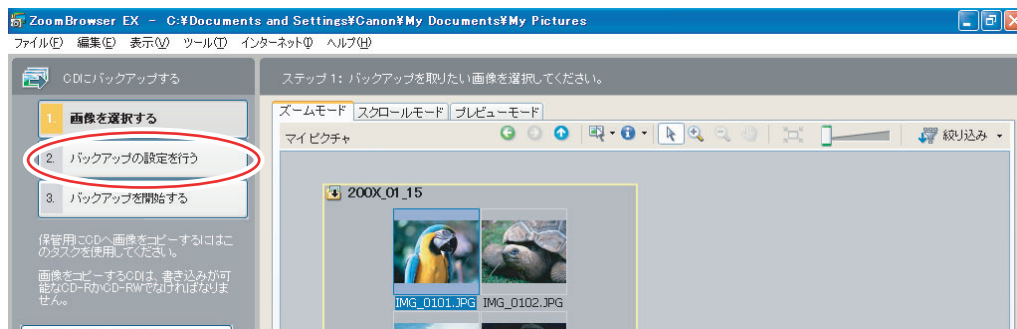 ZoomBrowser EX - C:¥Documents and Settings¥Canon¥My Documents¥My Pictures
ファイル(F) 編集(E) 表示(V) ツール(T) インターネット(I) ヘルプ(H)
CDにバックアップする
ステップ1: バックアップを取りたい画像を選択してください。
1. 画像を選択する
2. バックアップの設定を行う
3. バックアップを開始する
保管用にCDへ画像をコピーするにはこ
のタスクを使用してください。
画像をコピーするCDは、書き込みが可
能なCD-RかCD-RWでなければなりま
せん。
ズームモード スクロールモード プレビューモード
マイ ピクチャ
絞り込み
200X_01_15
IMG_0101.JPG IMG_0102.JPG